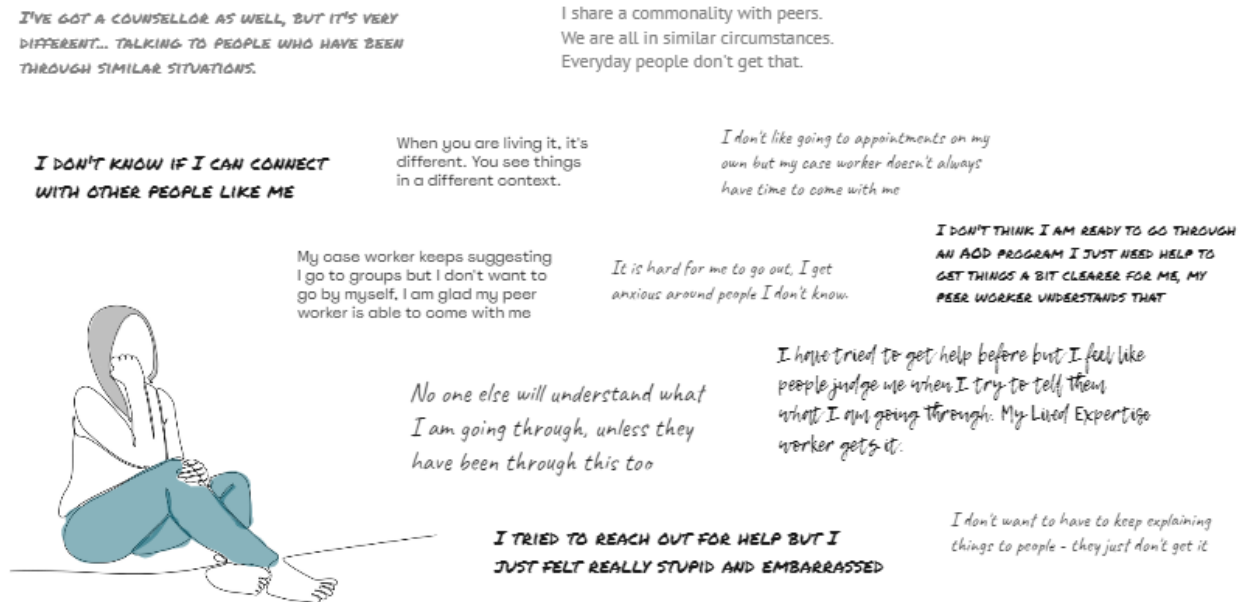 I'VE GOT A COUNSELLOR AS WELL, BUT IT'S VERY
DIFFERENT... TALKING TO PEOPLE WHO HAVE BEEN
THROUGH SIMILAR SITUATIONS.
I share a commonality with peers.
We are all in similar circumstances.
Everyday people don't get that.
I DON'T KNOW IF I CAN CONNECT
WITH OTHER PEOPLE LIKE ME
When you are living it, it's
different. You see things
in a different context.
I don't like going to appointments on my
own but my case worker doesn't always
have time to come with me
I DON'T THINK I AM READY TO GO THROUGH
AN AOD PROGRAM I JUST NEED HELP TO
GET THINGS A BIT CLEARER FOR ME, MY
PEER WORKER UNDERSTANDS THAT
My case worker keeps suggesting
I go to groups but I don't want to
go by myself, I am glad my peer
worker is able to come with me
It is hard for me to go out, I get
anxious around people I don't know.
I have tried to get help before but I feel like
people judge me when I try to tell them
what I am going through. My Lived Expertise
worker gets it.
No one else will understand what
I am going through, unless they
have been through this too
I TRIED TO REACH OUT FOR HELP BUT I
JUST FELT REALLY STUPID AND EMBARRASSED
I don't want to have to keep explaining
things to people - they just don't get it